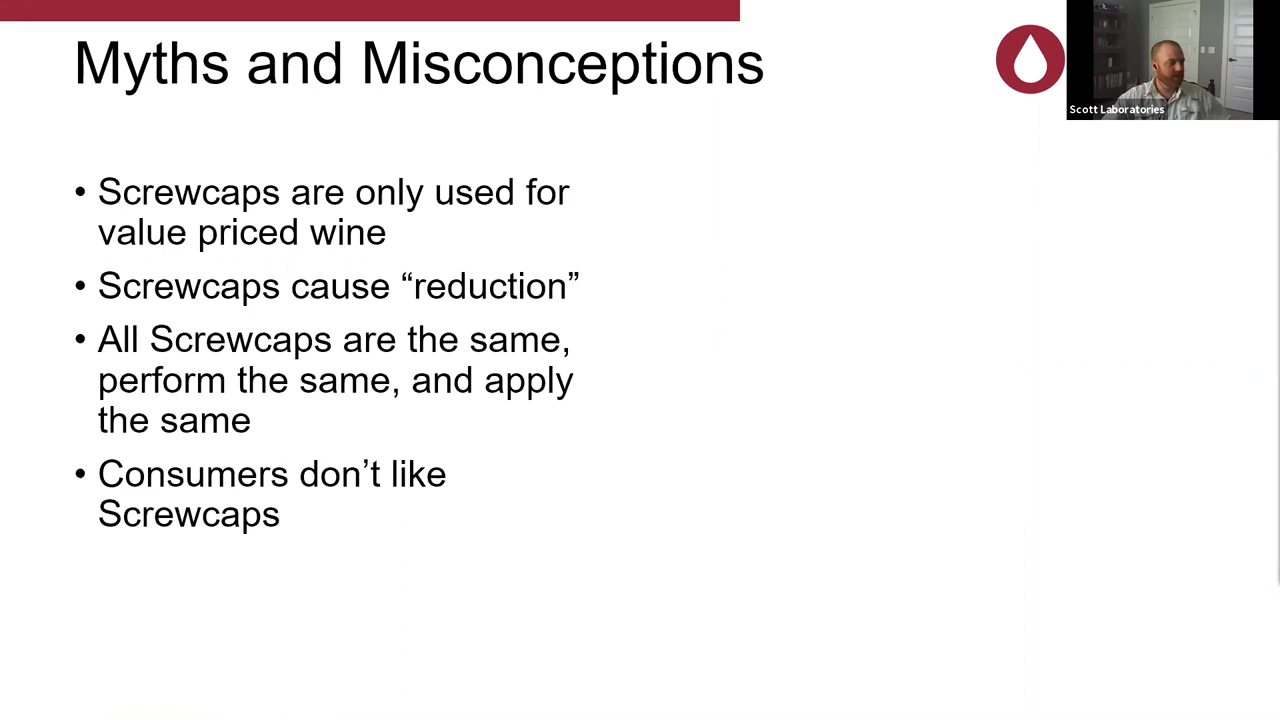 Myths and Misconceptions
Scott Laboratories
• Screwcaps are only used for
value priced wine
• Screwcaps cause “reduction”
• All Screwcaps are the same,
perform the same, and apply
the same
• Consumers don’t like
Screwcaps